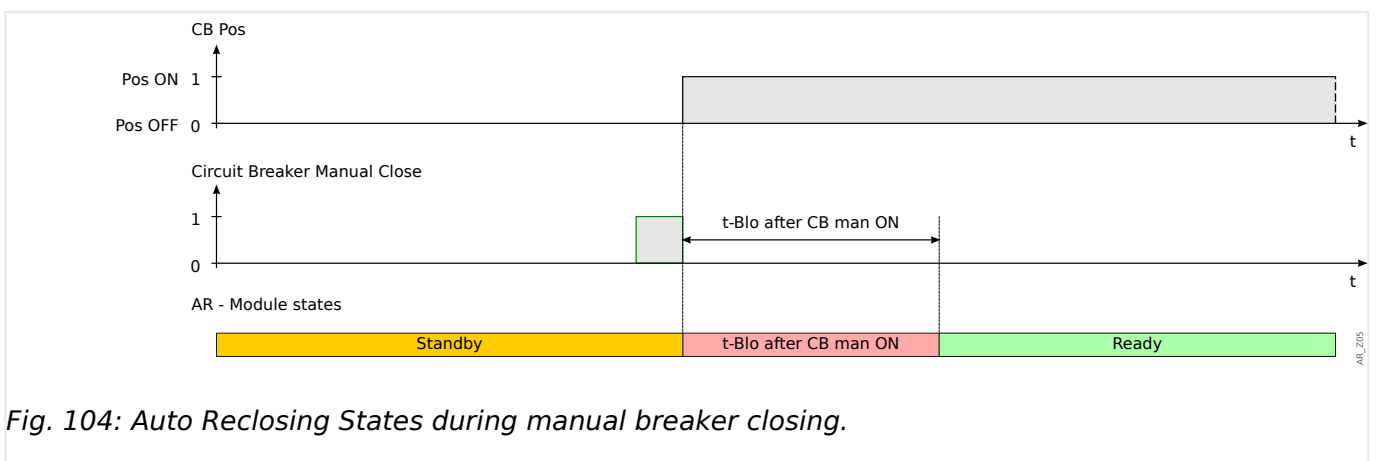 CB Pos
Pos ON 1
Pos OFF 0
t
Circuit Breaker Manual Close
1
t-Blo after CB man ON
0
t
AR - Module states
Standby
t-Blo after CB man ON
Ready
AR_Z05
Fig. 104: Auto Reclosing States during manual breaker closing.